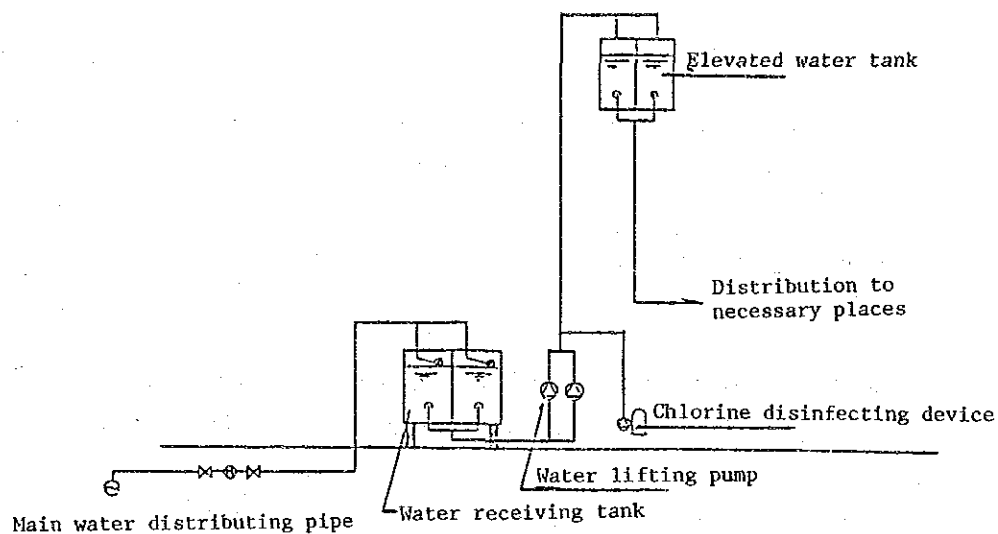 Elevated water tank
Distribution to
necessary places
Chlorine disinfecting device
Water lifting pump
Water receiving tank
Main water distributing pipe